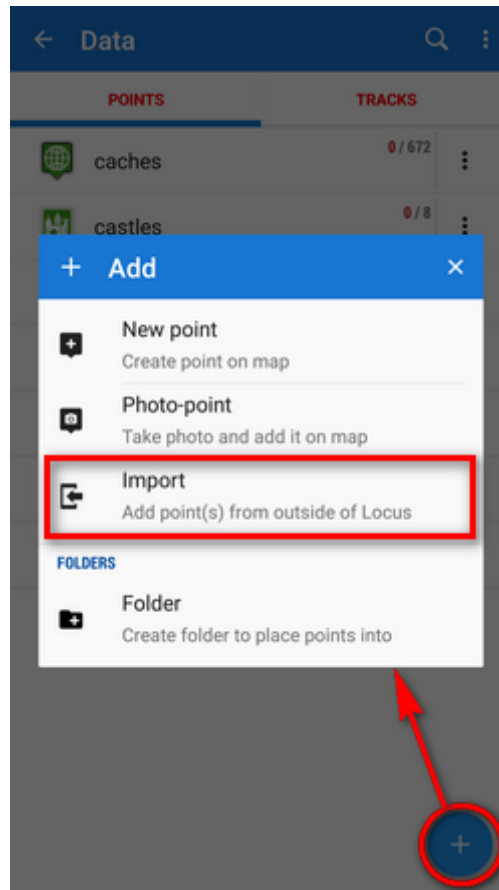 Data
POINTS
TRACKS
caches
0 / 672
castles
0 / 8
+ Add
New point
Create point on map
Photo-point
Take photo and add it on map
Import
Add point(s) from outside of Locus
FOLDERS
Folder
Create folder to place points into
+